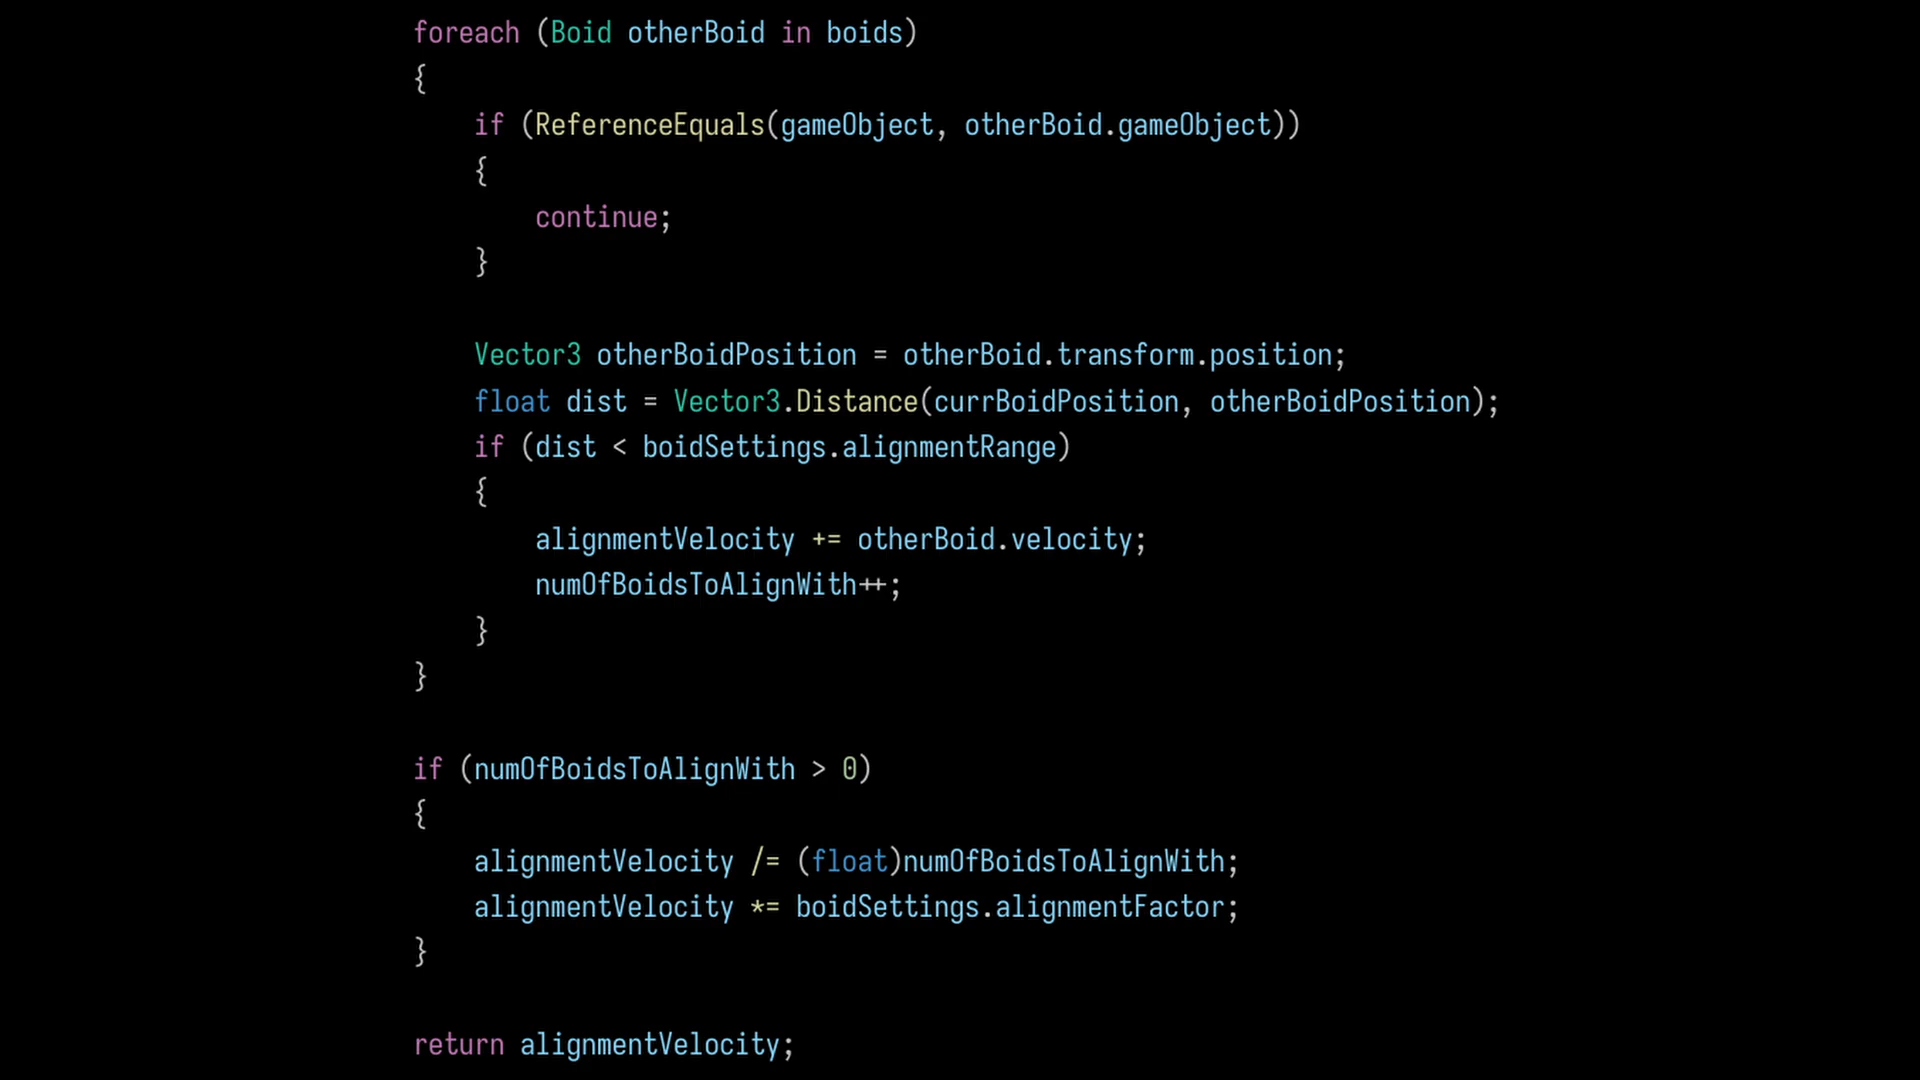 foreach (Boid otherBoid in boids)
{
if (ReferenceEquals(gameObject, otherBoid.gameObject))
{
continue;
}
Vector3 otherBoidPosition = otherBoid.transform.position;
float dist = Vector3.Distance(currBoidPosition, otherBoidPosition);
if (dist < boidSettings.alignmentRange)
{
alignmentVelocity += otherBoid.velocity;
numOfBoidsToAlignWith++;
}
}
if (numOfBoidsToAlignWith > 0)
{
alignmentVelocity /= (float)numOfBoidsToAlignWith;
alignmentVelocity *= boidSettings.alignmentFactor;
}
return alignmentVelocity;